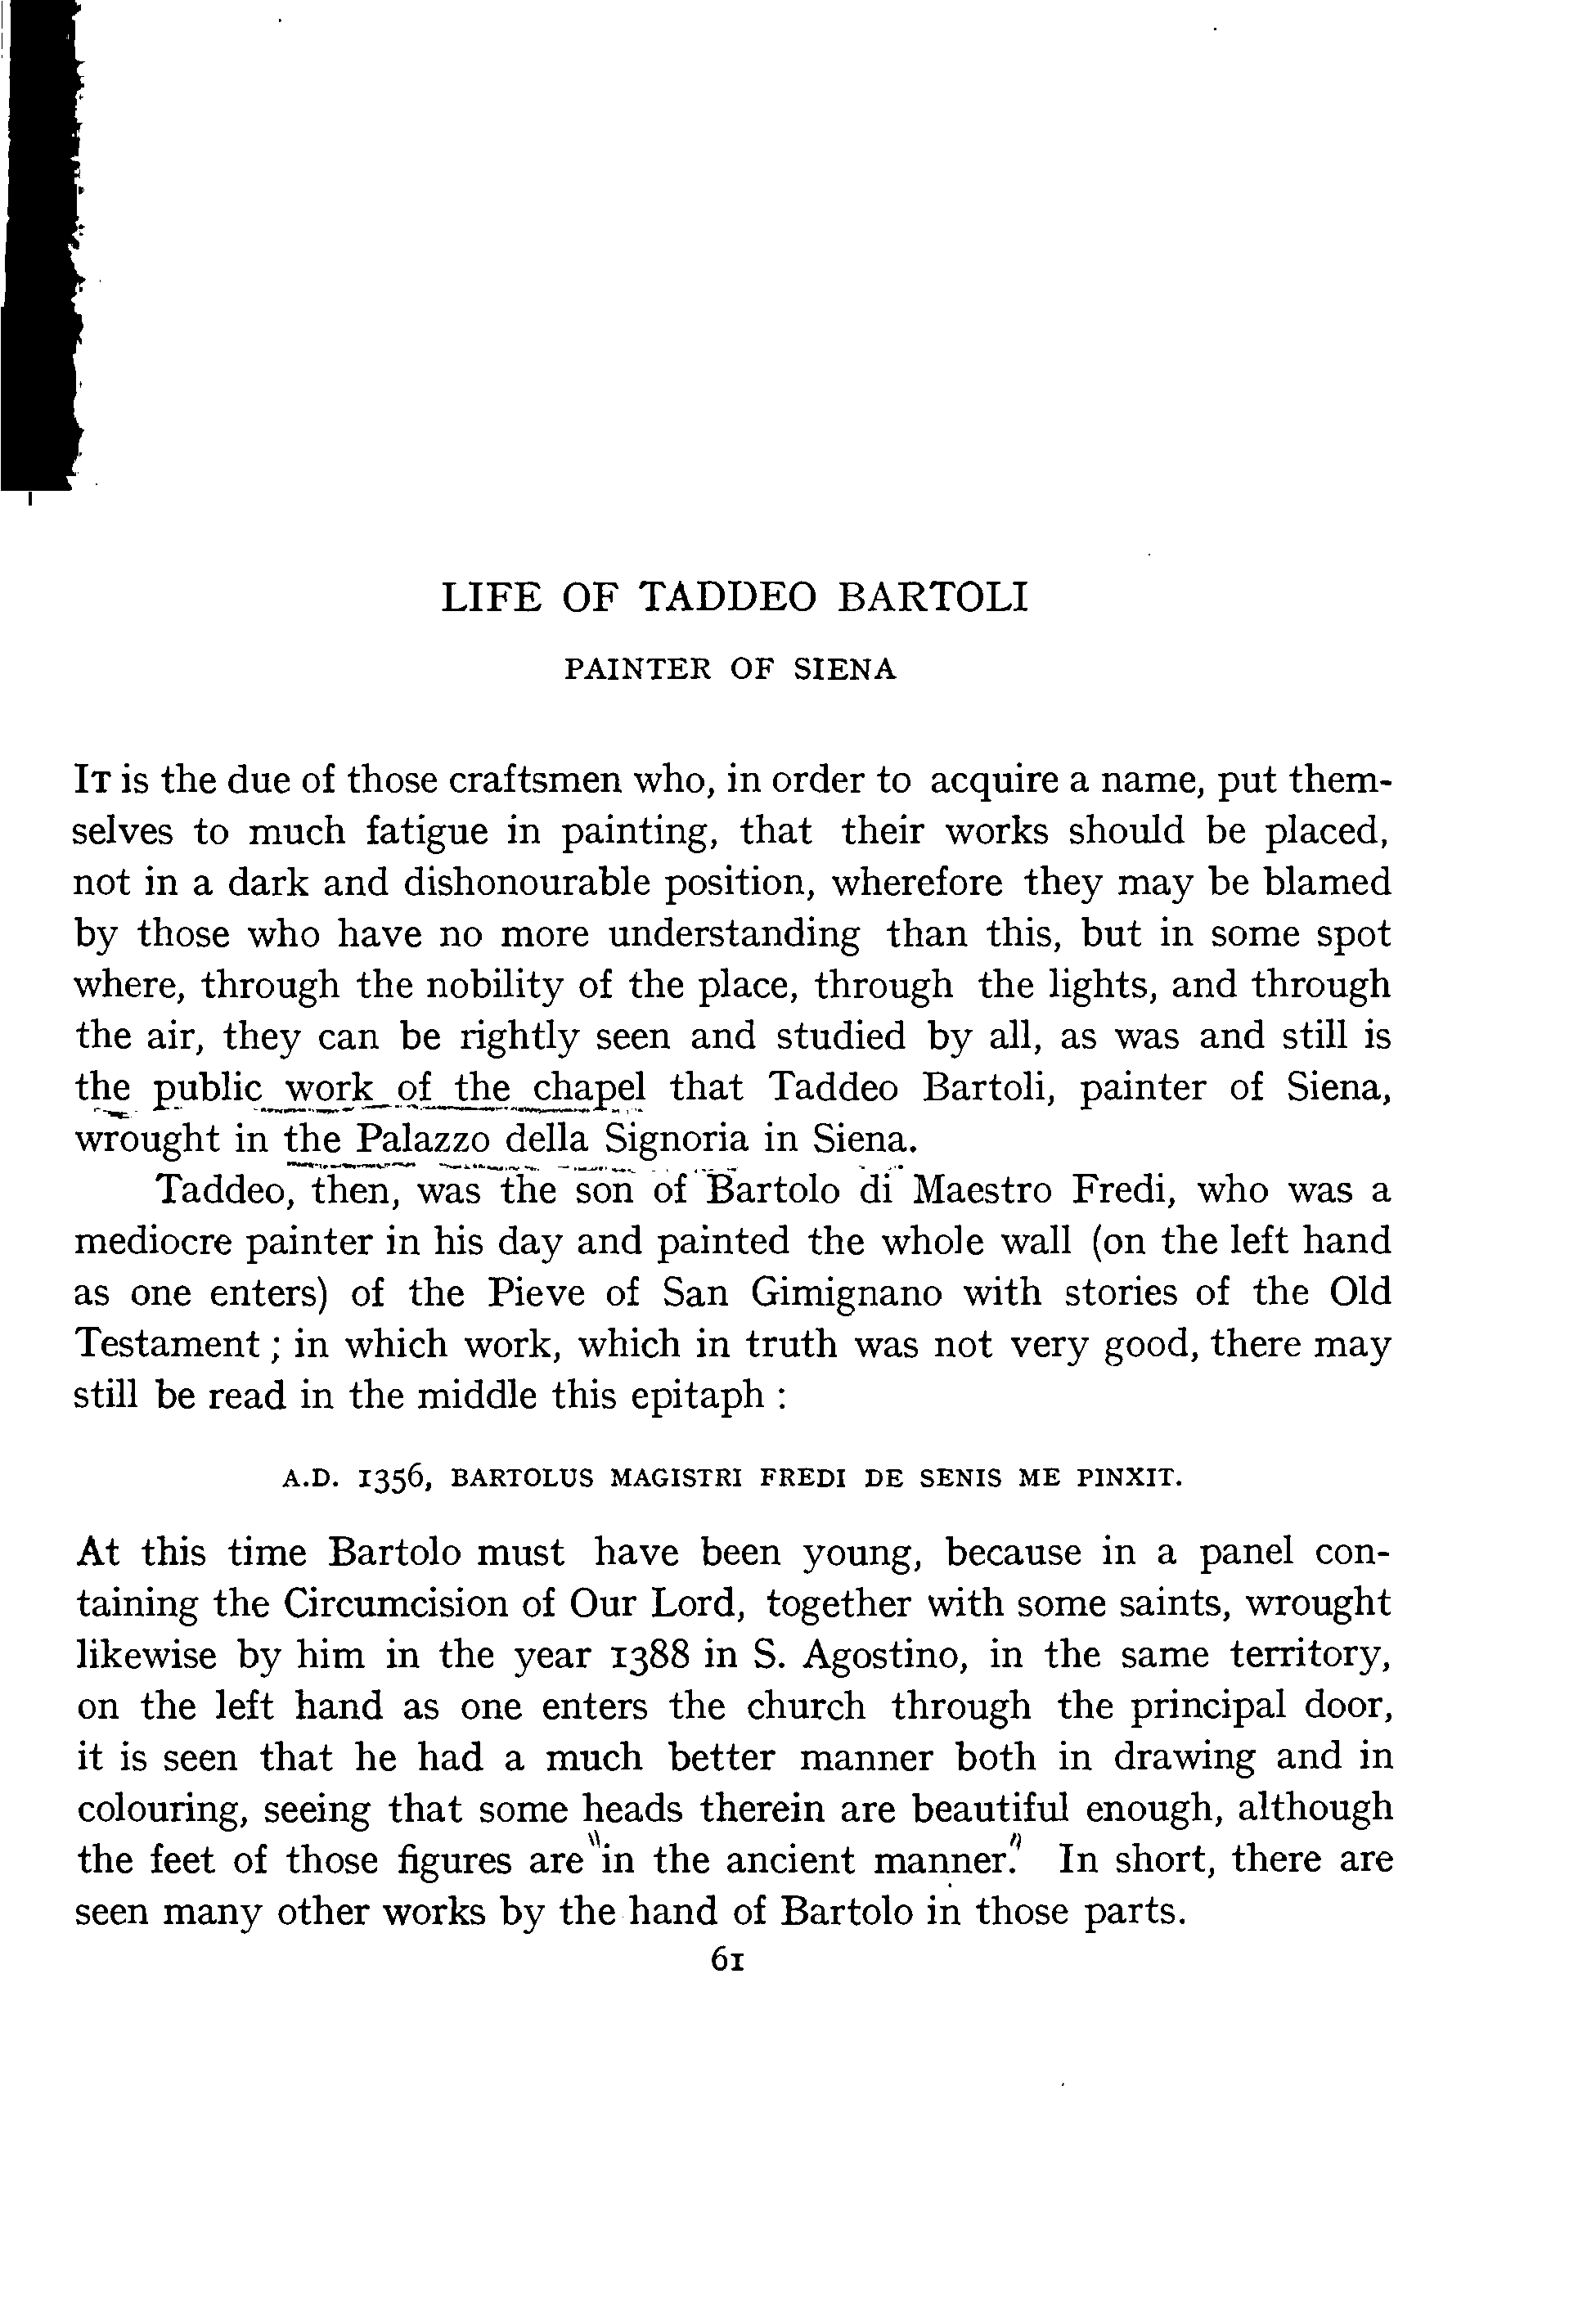 LIFE OF TADDEO BARTOLI
PAINTER OF SIENA
IT is the due of those craftsmen who, in order to acquire a name, put them-
selves to much fatigue in painting, that their works should be placed,
not in a dark and dishonourable position, wherefore they may be blamed
by those who have no more understanding than this, but in some spot
where, through the nobility of the place, through the lights, and through
the air, they can be rightly seen and studied by all, as was and still is
the public work of the chapel that Taddeo Bartoli, painter of Siena,
wrought in the Palazzo della Signoria in Siena.
Taddeo, then, was the son of Bartolo di Maestro Fredi, who was a
mediocre painter in his day and painted the whole wall (on the left hand
as one enters) of the Pieve of San Gimignano with stories of the Old
Testament ; in which work, which in truth was not very good, there may
still be read in the middle this epitaph :
A.D. 1356, BARTOLUS MAGISTRI FREDI DE SENIS ME PINXIT.
At this time Bartolo must have been young, because in a panel con-
taining the Circumcision of Our Lord, together with some saints, wrought
likewise by him in the year 1388 in S. Agostino, in the same territory,
on the left hand as one enters the church through the principal door,
it is seen that he had a much better manner both in drawing and in
colouring, seeing that some heads therein are beautiful enough, although
the feet of those figures are "in the ancient manner." In short, there are
seen many other works by the hand of Bartolo in those parts.
61